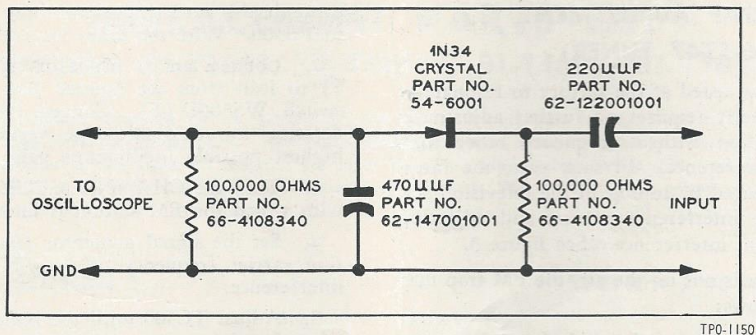 1N34
CRYSTAL
PART NO.
54-6001
220UUF
PART NO.
62-122001001
TO
OSCILLOSCOPE
100,000 OHMS
PART NO.
66-4108340
470UUF
PART NO.
62-147001001
100,000 OHMS
PART NO.
66-4108340
INPUT
GND
TPO-1150